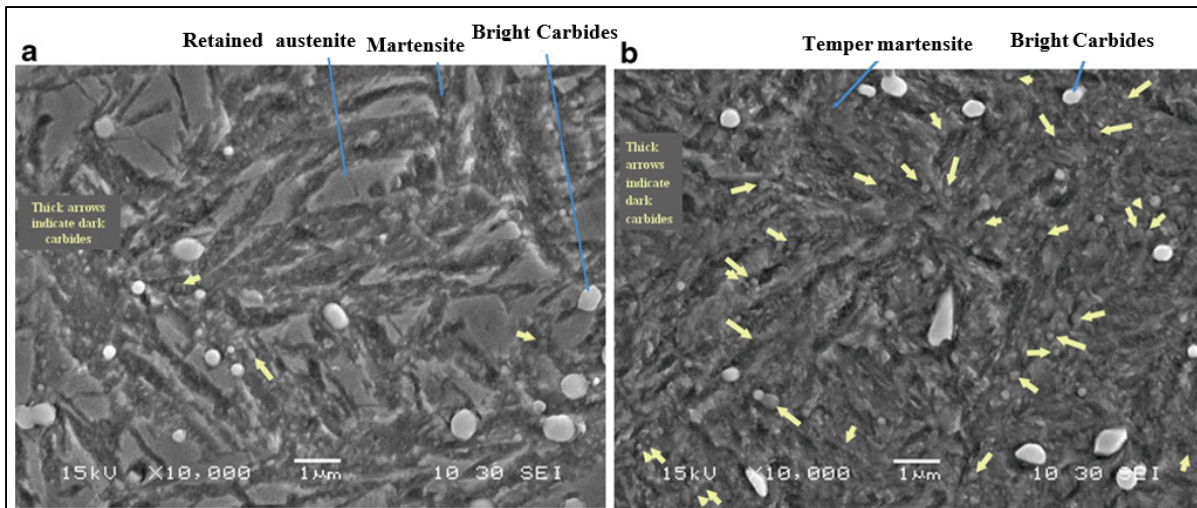 a
Retained austenite
Martensite
Bright Carbides
Thick arrows
indicate dark
carbides
15kV X10,000 1µm 10 30 SEI
b
Temper martensite
Bright Carbides
Thick
arrows
indicate
dark
carbides
15kV X10,000 1µm 10 30 SEI